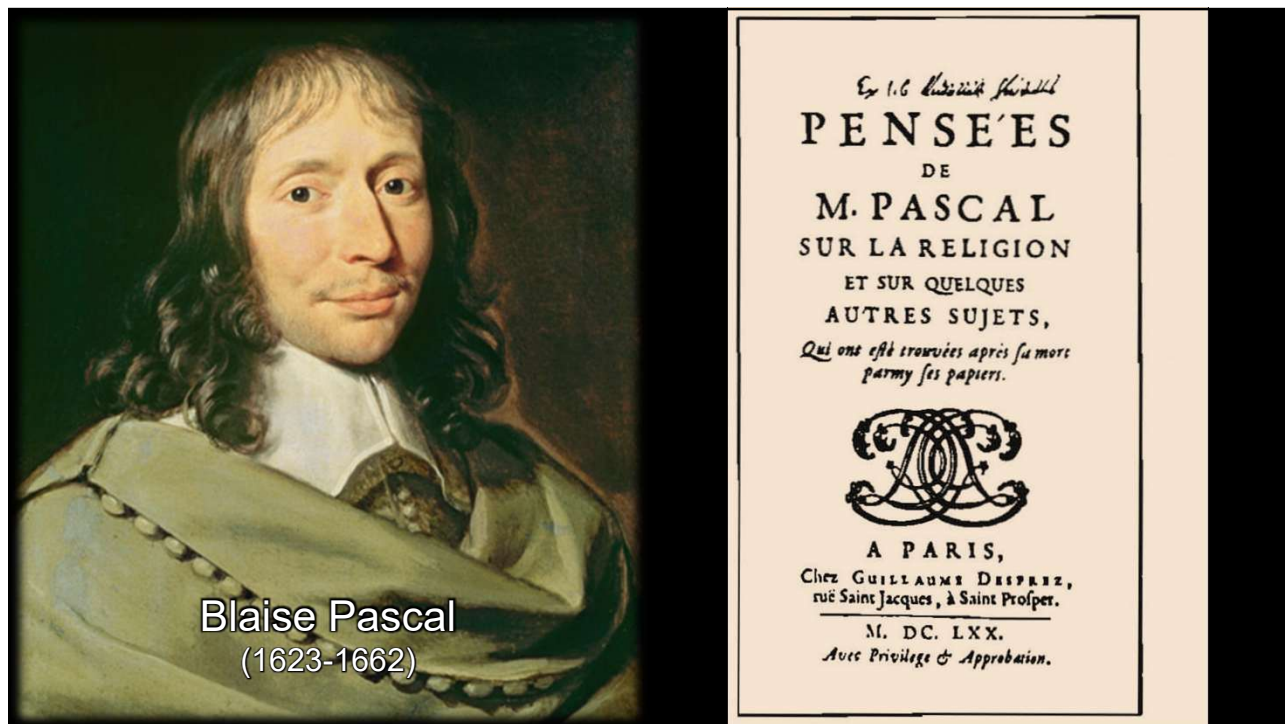 Blaise Pascal
(1623-1662)
PENSE'ES
DE
M. PASCAL
SUR LA RELIGION
ET SUR QUELQUES
AUTRES SUJETS,
Qui ont esté trouvées après sa mort
parmy ses papiers.
A PARIS,
Chez GUILLAUME DESPREZ,
ruë Saint Jacques, à Saint Prosper.
M. DC. LXX.
Avec Privilege & Approbation.